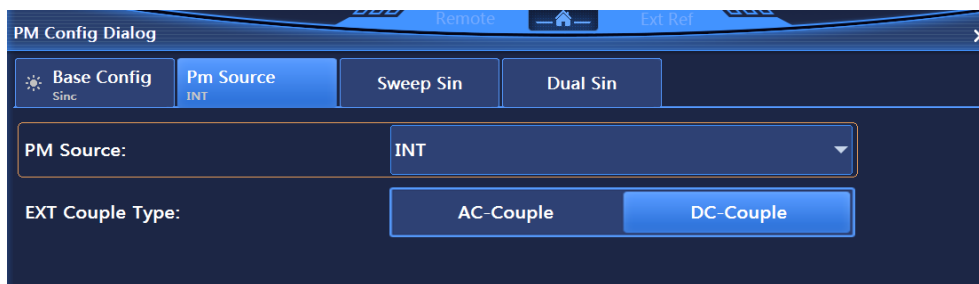 Remote
Ext Ref
PM Config Dialog
Base Config
Sinc
Pm Source
INT
Sweep Sin
Dual Sin
PM Source:
INT
EXT Couple Type:
AC-Couple
DC-Couple